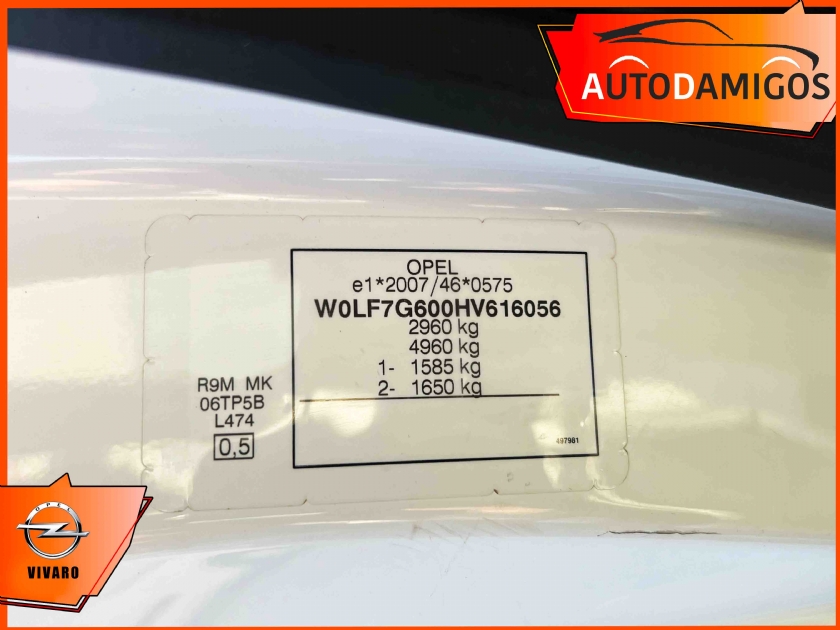 AUTODAMIGOS
OPEL
e1*2007/46*0575
W0LF7G600HV616056
2960 kg
4960 kg
1- 1585 kg
2- 1650 kg
497981
R9M MK
06TP5B
L474
0,5
OPEL
VIVARO